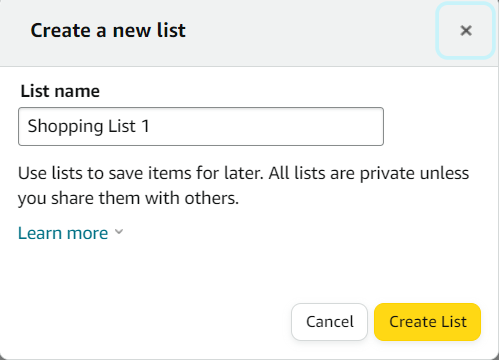 Create a new list
×
List name
Shopping List 1
Use lists to save items for later. All lists are private unless
you share them with others.
Learn more
Cancel Create List